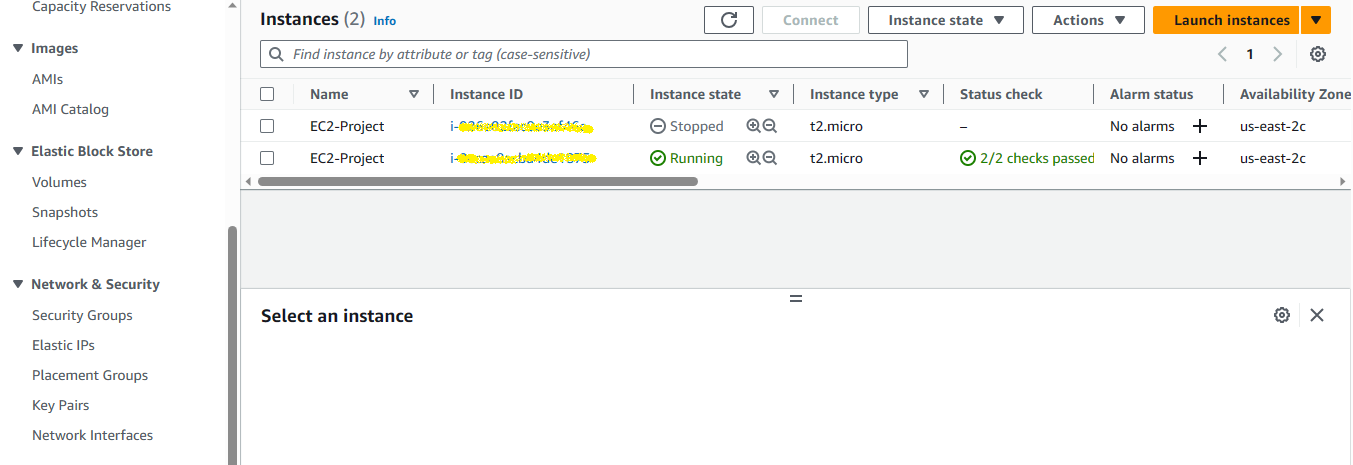 Capacity Reservations
Images
AMIs
AMI Catalog
Elastic Block Store
Volumes
Snapshots
Lifecycle Manager
Network & Security
Security Groups
Elastic IPs
Placement Groups
Key Pairs
Network Interfaces
Instances (2) Info
Connect Instance state Actions Launch instances
Find instance by attribute or tag (case-sensitive)
1
Name Instance ID Instance state Instance type Status check Alarm status Availability Zone
EC2-Project Stopped t2.micro – No alarms + us-east-2c
EC2-Project Running t2.micro 2/2 checks passed No alarms + us-east-2c
Select an instance